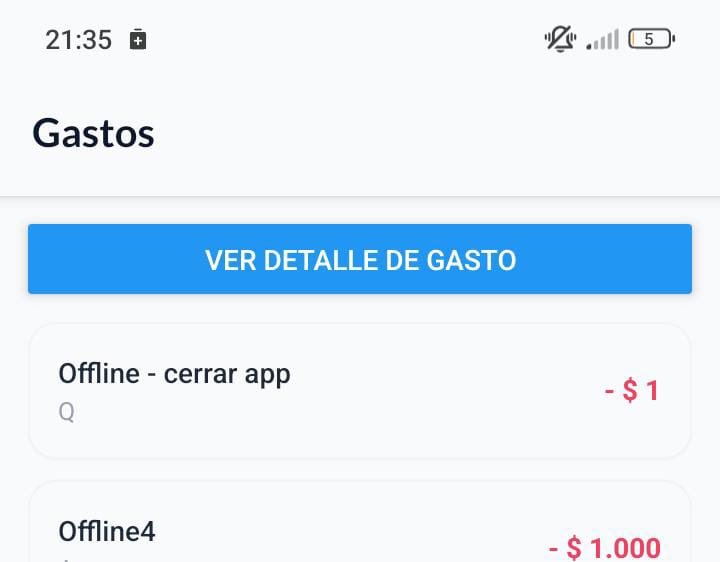 21:35
5
Gastos
VER DETALLE DE GASTO
Offline - cerrar app
- $ 1
Q
Offline4
- $ 1.000